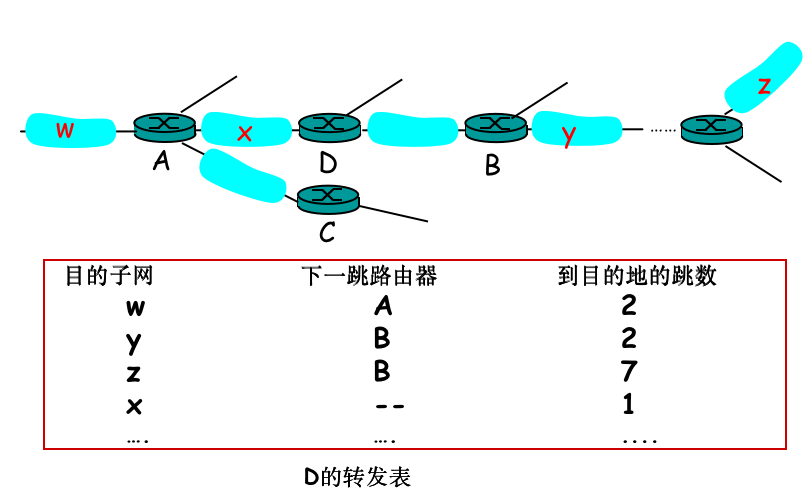 z
w x y ……
A D B
C
目的子网 下一跳路由器 到目的地的跳数
w A 2
y B 2
z B 7
x -- 1
…. …. ....
D的转发表